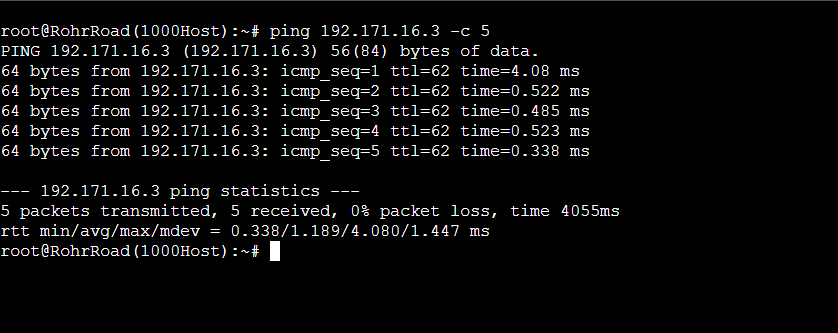 root@RohrRoad(1000Host):~# ping 192.171.16.3 -c 5
PING 192.171.16.3 (192.171.16.3) 56(84) bytes of data.
64 bytes from 192.171.16.3: icmp_seq=1 ttl=62 time=4.08 ms
64 bytes from 192.171.16.3: icmp_seq=2 ttl=62 time=0.522 ms
64 bytes from 192.171.16.3: icmp_seq=3 ttl=62 time=0.485 ms
64 bytes from 192.171.16.3: icmp_seq=4 ttl=62 time=0.523 ms
64 bytes from 192.171.16.3: icmp_seq=5 ttl=62 time=0.338 ms

--- 192.171.16.3 ping statistics ---
5 packets transmitted, 5 received, 0% packet loss, time 4055ms
rtt min/avg/max/mdev = 0.338/1.189/4.080/1.447 ms
root@RohrRoad(1000Host):~#